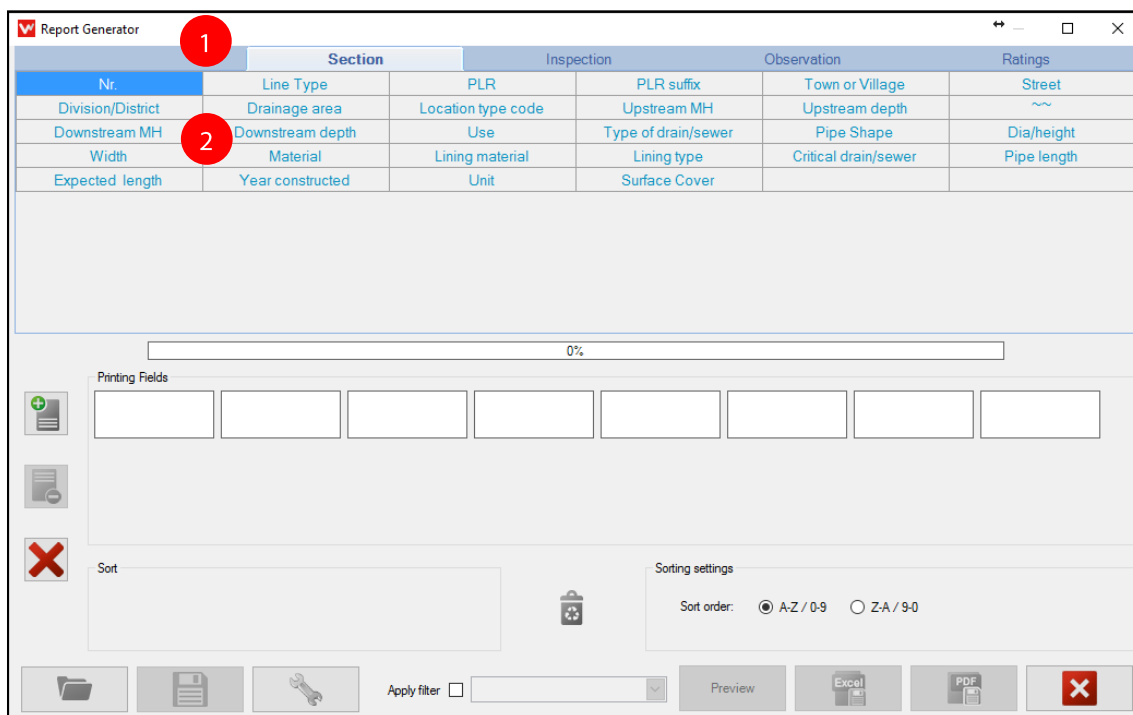 Report Generator
1
Section Inspection Observation Ratings
Nr. Line Type PLR PLR suffix Town or Village Street
Division/District Drainage area Location type code Upstream MH Upstream depth ~~
Downstream MH Downstream depth Use Type of drain/sewer Pipe Shape Dia/height
2
Width Material Lining material Lining type Critical drain/sewer Pipe length
Expected length Year constructed Unit Surface Cover
0%
Printing Fields
Sort
Sorting settings
Sort order: A-Z / 0-9 Z-A / 9-0
Apply filter Preview Excel PDF